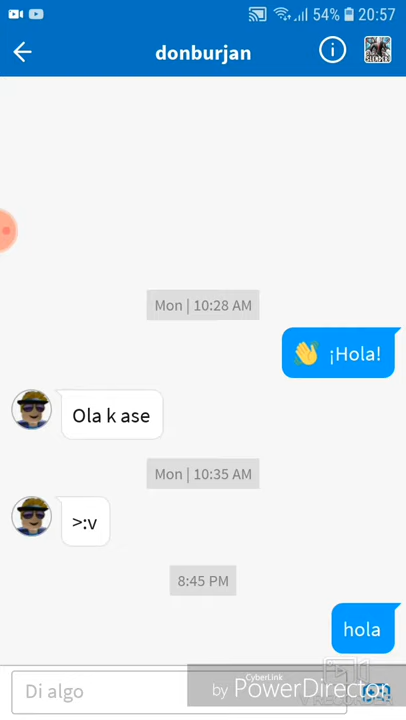 54% 20:57
donburjan
Mon | 10:28 AM
👋 ¡Hola!
Ola k ase
Mon | 10:35 AM
>:v
8:45 PM
hola
Di algo
CyberLink
by PowerDirector